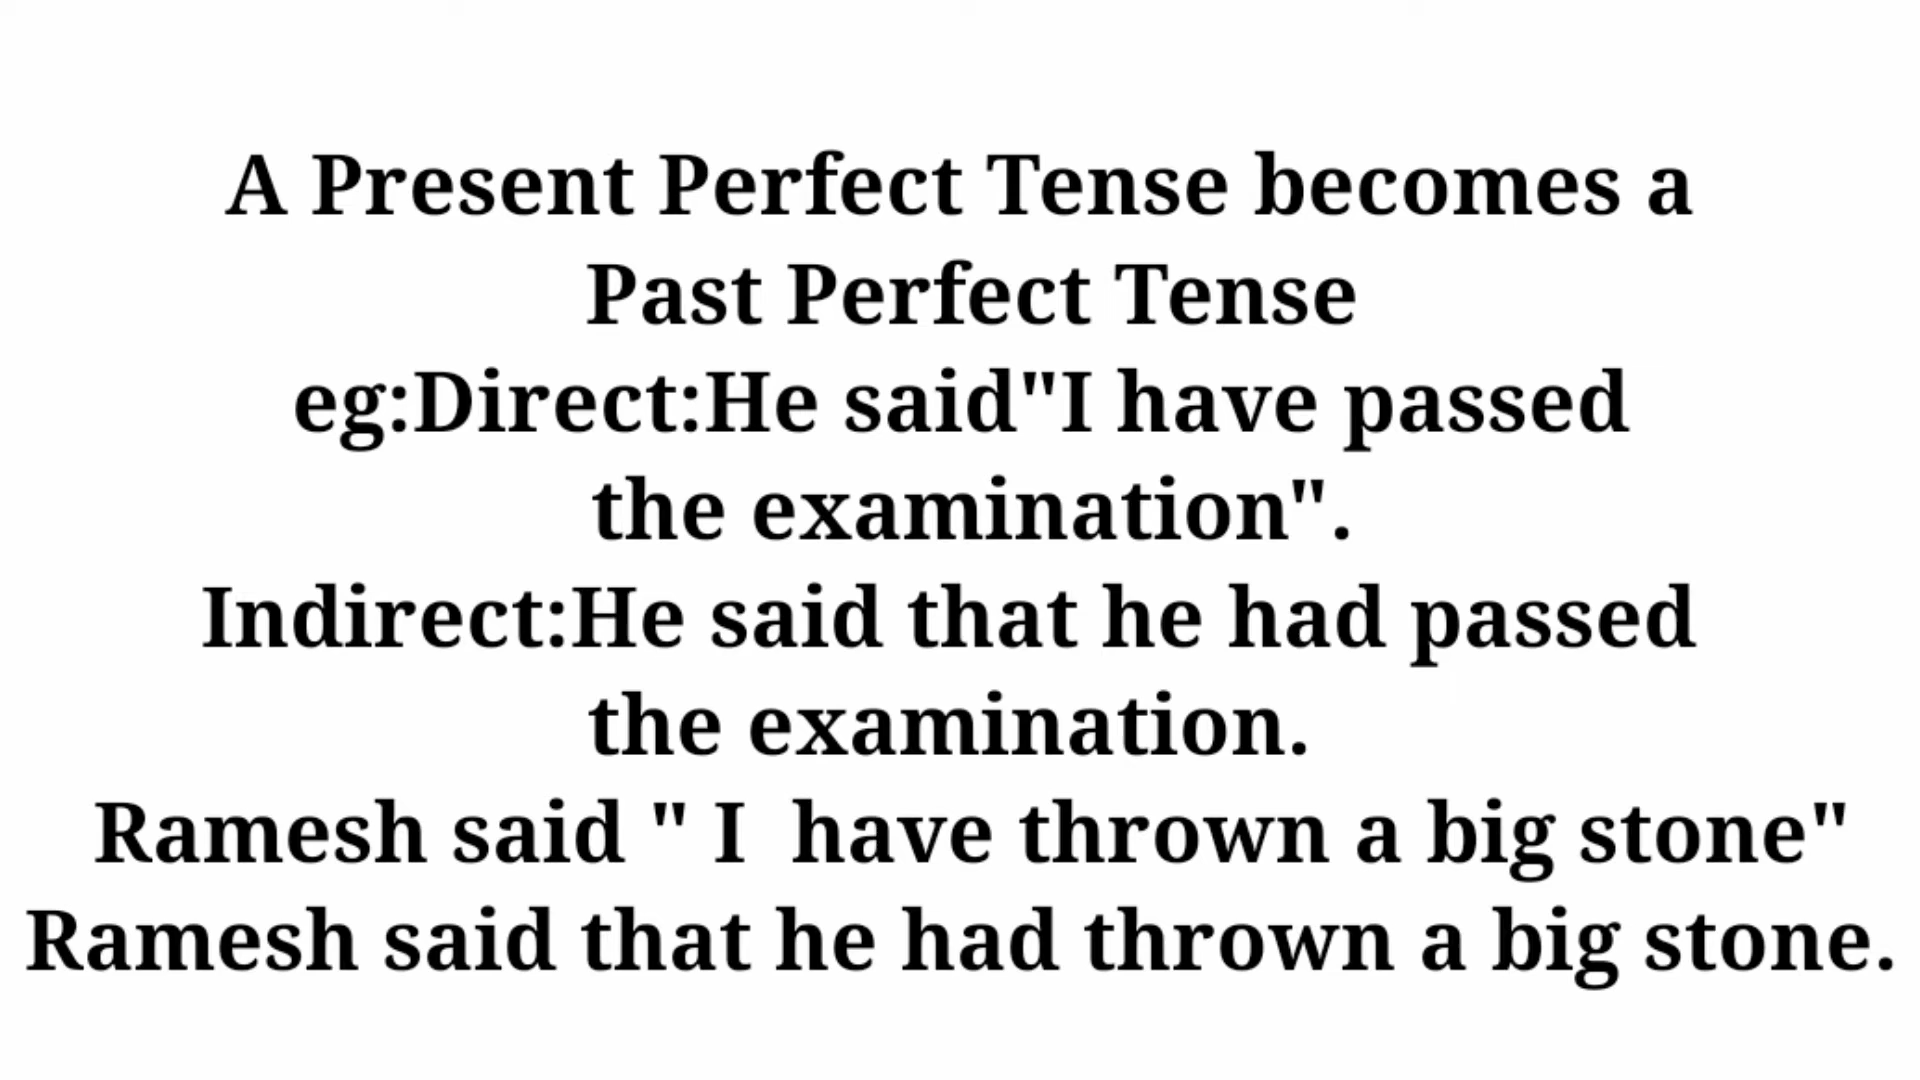 A Present Perfect Tense becomes a
Past Perfect Tense
eg:Direct:He said"I have passed
the examination".
Indirect:He said that he had passed
the examination.
Ramesh said " I  have thrown a big stone"
Ramesh said that he had thrown a big stone.